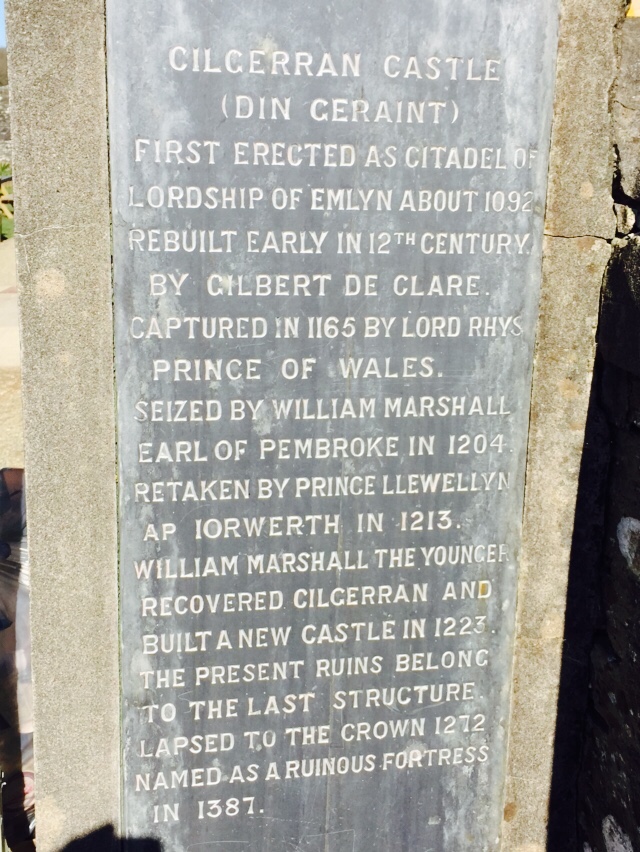 CILGERRAN CASTLE
(DIN GERAINT)
FIRST ERECTED AS CITADEL OF
LORDSHIP OF EMLYN ABOUT 1092
REBUILT EARLY IN 12TH CENTURY.
BY GILBERT DE CLARE.
CAPTURED IN 1165 BY LORD RHYS
PRINCE OF WALES.
SEIZED BY WILLIAM MARSHALL
EARL OF PEMBROKE IN 1204.
RETAKEN BY PRINCE LLEWELLYN
AP IORWERTH IN 1213.
WILLIAM MARSHALL THE YOUNGER
RECOVERED CILGERRAN AND
BUILT A NEW CASTLE IN 1223.
THE PRESENT RUINS BELONG
TO THE LAST STRUCTURE.
LAPSED TO THE CROWN 1272
NAMED AS A RUINOUS FORTRESS
IN 1387.